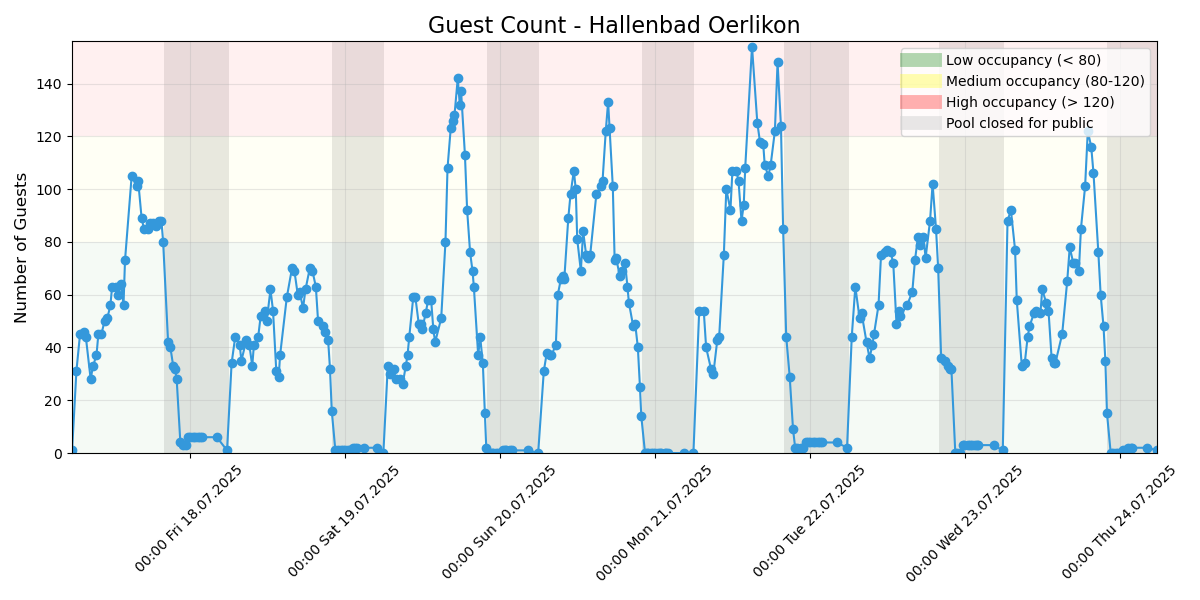 Guest Count - Hallenbad Oerlikon
Number of Guests
140
120
100
80
60
40
20
0
Low occupancy (< 80)
Medium occupancy (80-120)
High occupancy (> 120)
Pool closed for public
00:00 Fri 18.07.2025
00:00 Sat 19.07.2025
00:00 Sun 20.07.2025
00:00 Mon 21.07.2025
00:00 Tue 22.07.2025
00:00 Wed 23.07.2025
00:00 Thu 24.07.2025